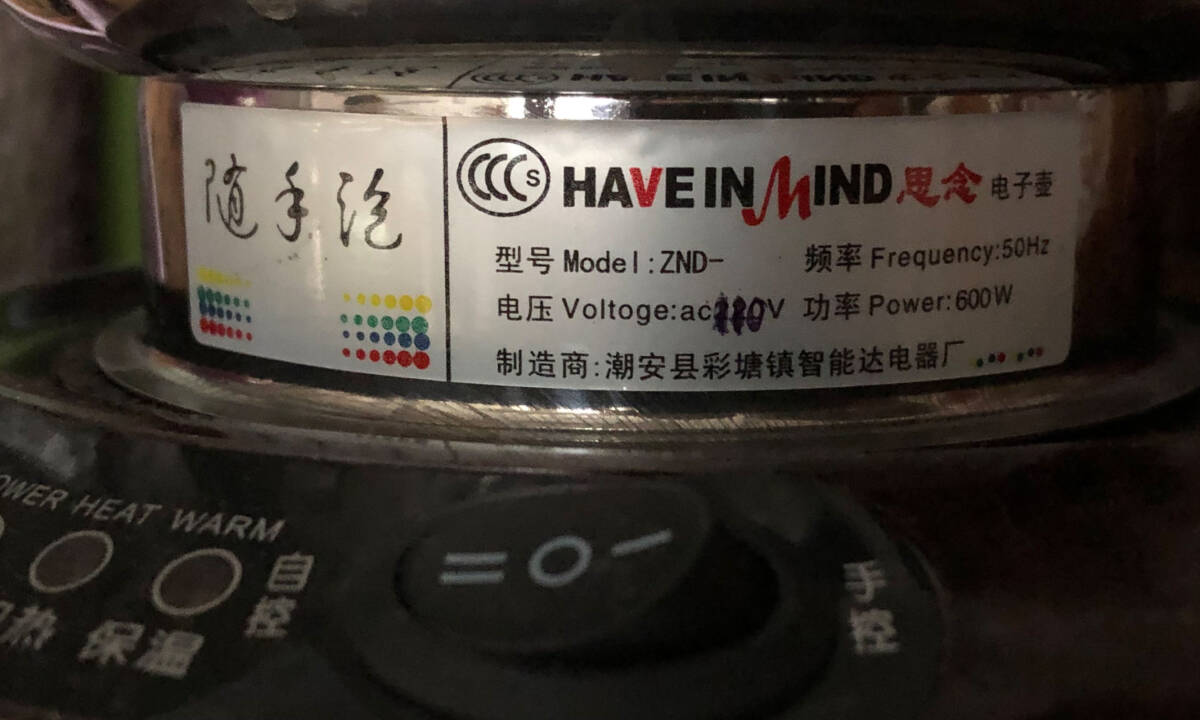 随手泡
CCC S HAVE IN MIND 思念 电子壶
型号 Model:ZND- 频率 Frequency:50Hz
电压 Voltoge:ac110V 功率 Power:600W
制造商:潮安县彩塘镇智能达电器厂
HEAT WARM
热 保温
自控
手控